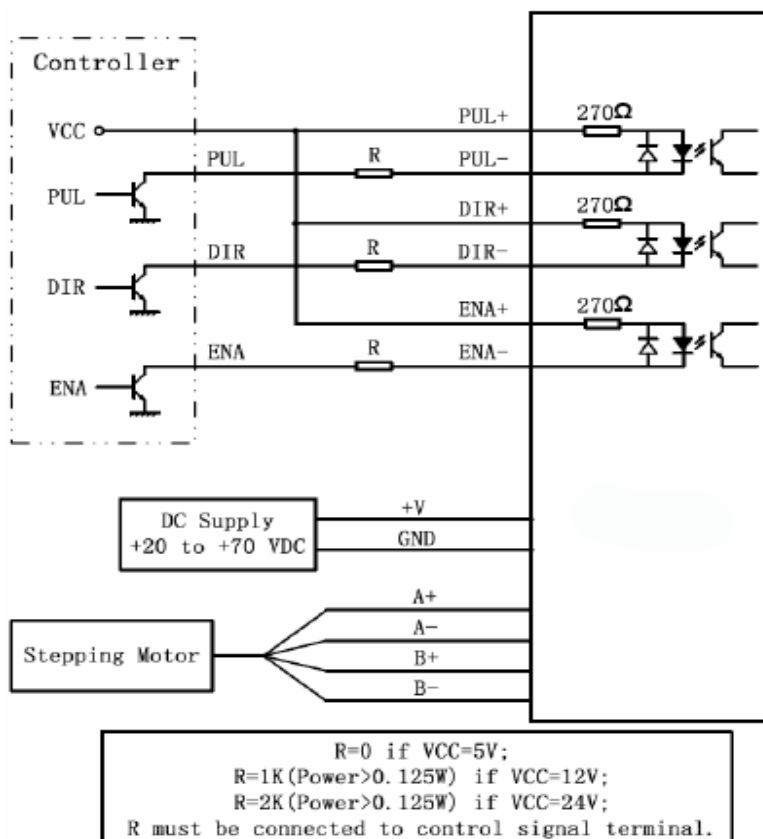 Controller
VCC
PUL+
270Ω
PUL
R
PUL-
PUL
DIR+
270Ω
DIR
R
DIR-
DIR
ENA+
270Ω
ENA
R
ENA-
ENA
DC Supply
+20 to +70 VDC
+V
GND
A+
A-
Stepping Motor
B+
B-
R=0 if VCC=5V;
R=1K(Power>0.125W) if VCC=12V;
R=2K(Power>0.125W) if VCC=24V;
R must be connected to control signal terminal.